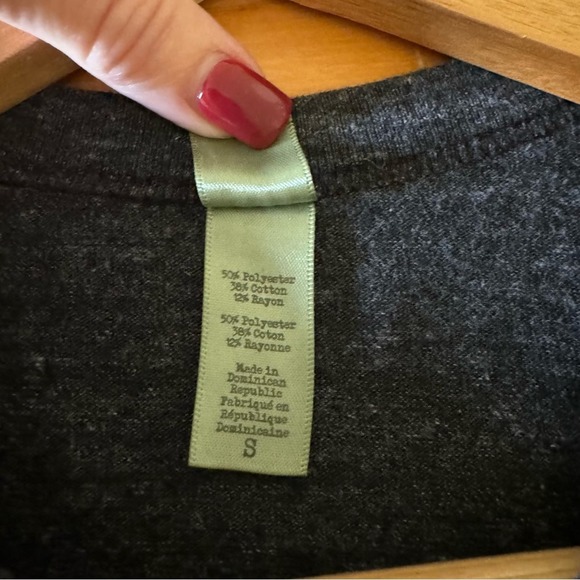 50% Polyester
38% Cotton
12% Rayon
50% Polyester
38% Coton
12% Rayonne
Made in
Dominican
Republic
Fabriqué en
République
Dominicaine
S